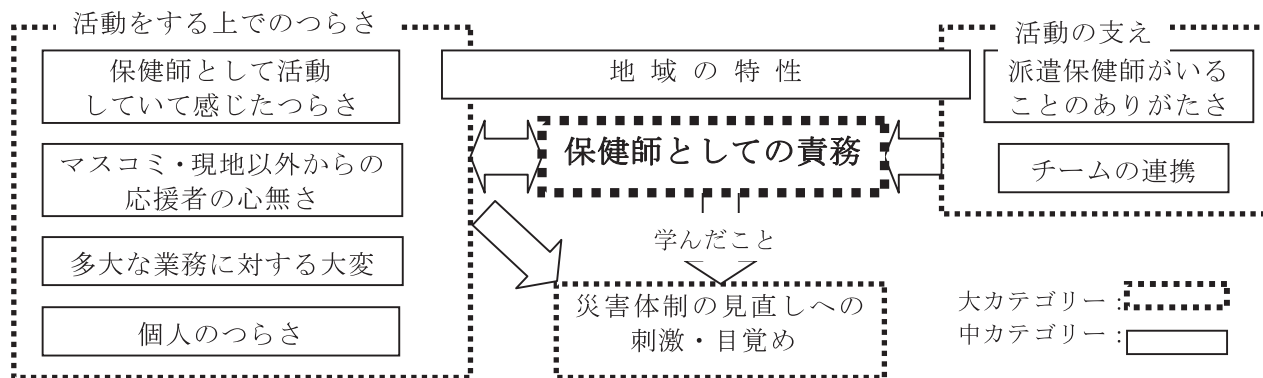 活動をする上でのつらさ
保健師として活動
していて感じたつらさ
マスコミ・現地以外からの
応援者の心無さ
多大な業務に対する大変
個人のつらさ
地域の特性
保健師としての責務
学んだこと
災害体制の見直しへの
刺激・目覚め
活動の支え
派遣保健師がいる
ことのありがたさ
チームの連携
大カテゴリー：
中カテゴリー：